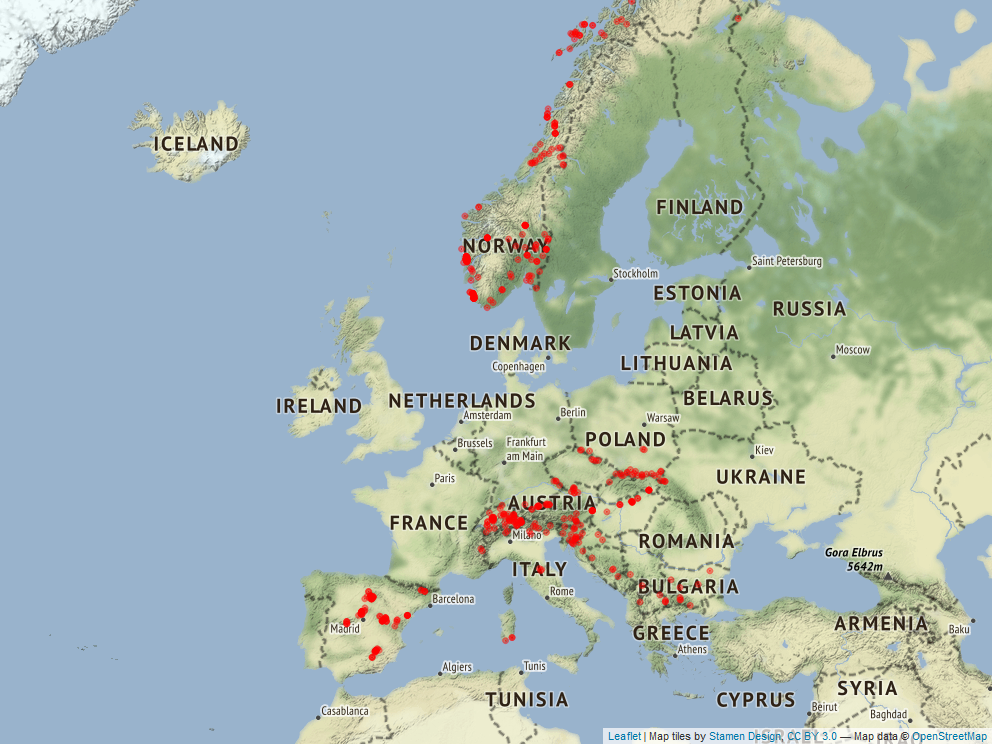 ICELAND
FINLAND
NORWAY
Saint Petersburg
Stockholm
ESTONIA
RUSSIA
LATVIA
DENMARK
Moscow
LITHUANIA
Copenhagen
BELARUS
NETHERLANDS
IRELAND
Amsterdam
Berlin
Warsaw
POLAND
Brussels
Frankfurt
am Main
Kiev
UKRAINE
Paris
AUSTRIA
FRANCE
Milano
ROMANIA
Gora Elbrus
5642m
ITALY
BULGARIA
Rome
Barcelona
Madrid
ARMENIA
Baku
GREECE
Athens
Algiers
Tunis
SYRIA
TUNISIA
CYPRUS
Beirut
Casablanca
Baghdad
Leaflet | Map tiles by Stamen Design, CC BY 3.0 — Map data © OpenStreetMap